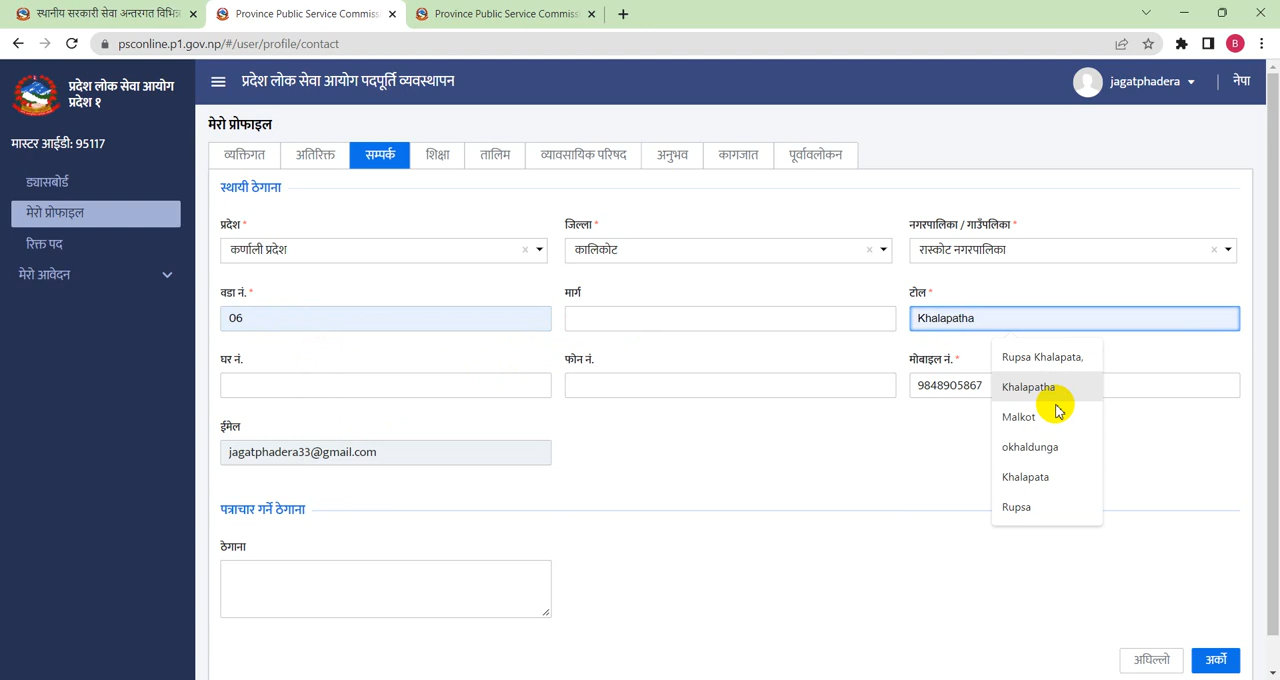 स्थानीय सरकारी सेवा अन्तरगत विभि
Province Public Service Commiss
Province Public Service Commiss
psconline.p1.gov.np/#/user/profile/contact
B
प्रदेश लोक सेवा आयोग
प्रदेश १
प्रदेश लोक सेवा आयोग पदपूर्ति व्यवस्थापन
jagatphadera
नेपा
मास्टर आईडी: 95117
ड्यासबोर्ड
मेरो प्रोफाइल
रिक्त पद
मेरो आवेदन
मेरो प्रोफाइल
व्यक्तिगत
अतिरिक्त
सम्पर्क
शिक्षा
तालिम
व्यावसायिक परिषद
अनुभव
कागजात
पूर्वावलोकन
स्थायी ठेगाना
प्रदेश *
जिल्ला *
नगरपालिका / गाउँपलिका *
कर्णाली प्रदेश
कालिकोट
रास्कोट नगरपालिका
वडा नं. *
मार्ग
टोल *
06
Khalapatha
घर नं.
फोन नं.
मोबाइल नं. *
9848905867
Rupsa Khalapata,
Khalapatha
Malkot
okhaldunga
Khalapata
Rupsa
ईमेल
jagatphadera33@gmail.com
पत्राचार गर्ने ठेगाना
ठेगाना
अघिल्लो
अर्को